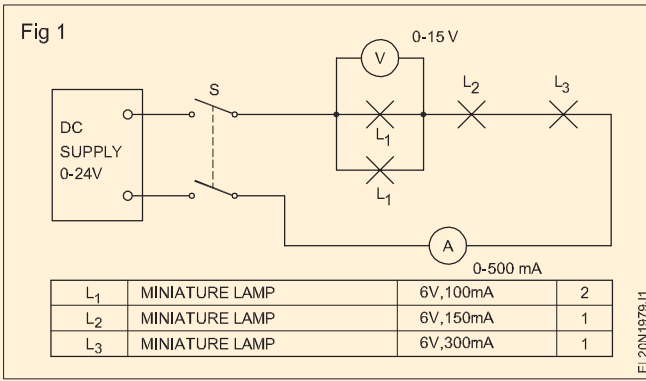 Fig 1
0-15 V
V
S
L2
L3
L1
L1
DC
SUPPLY
0-24V
A
0-500 mA
L1 MINIATURE LAMP 6V,100mA 2
L2 MINIATURE LAMP 6V,150mA 1
L3 MINIATURE LAMP 6V,300mA 1
EL20N1979J1